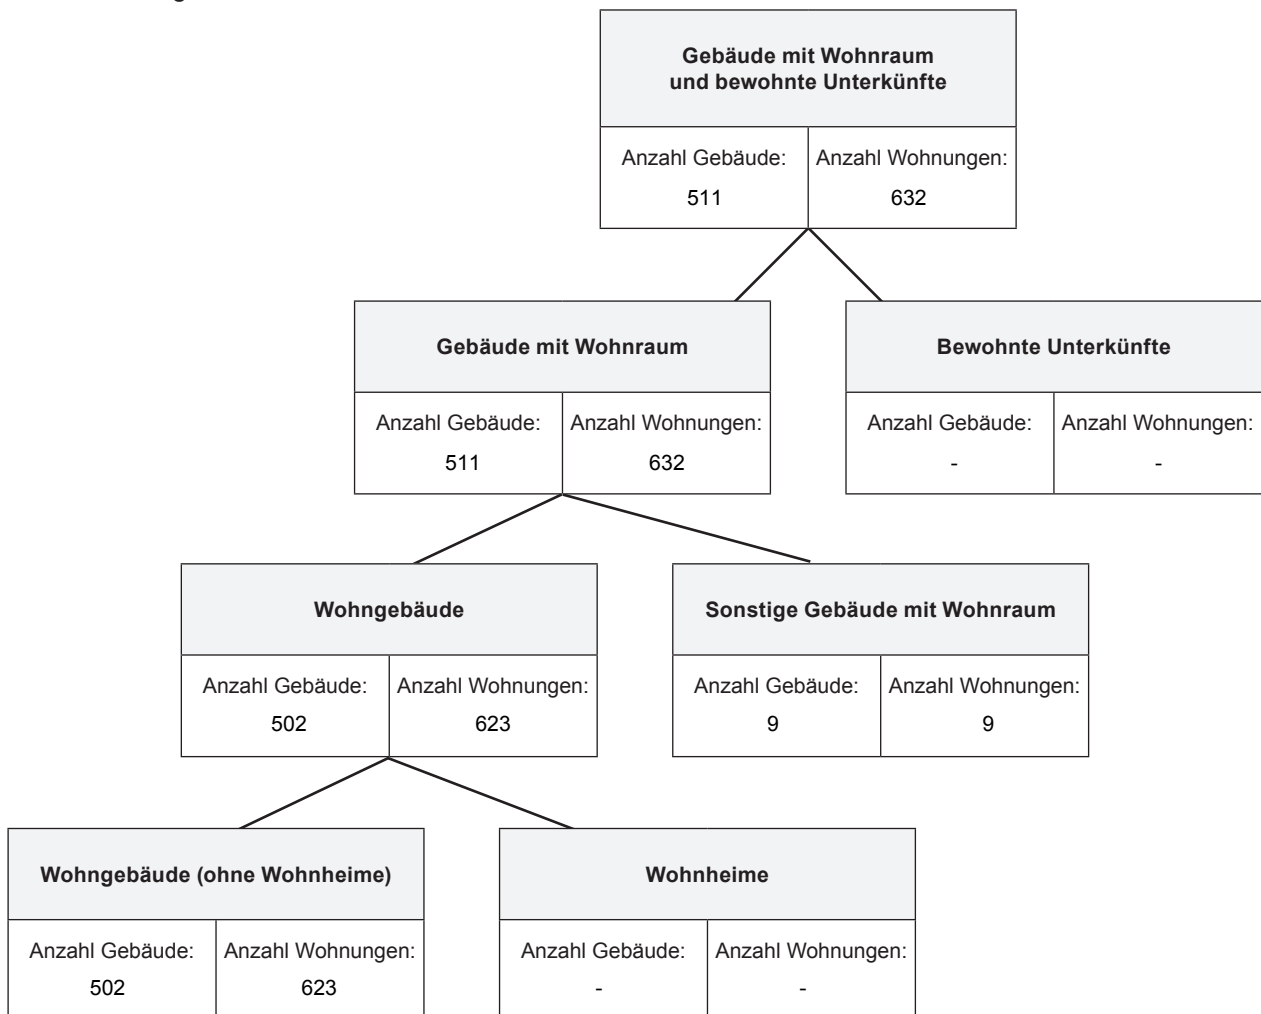 Gebäude mit Wohnraum
und bewohnte Unterkünfte
Anzahl Gebäude: Anzahl Wohnungen:
511 632
Gebäude mit Wohnraum Bewohnte Unterkünfte
Anzahl Gebäude: Anzahl Wohnungen: Anzahl Gebäude: Anzahl Wohnungen:
511 632 - -
Wohngebäude Sonstige Gebäude mit Wohnraum
Anzahl Gebäude: Anzahl Wohnungen: Anzahl Gebäude: Anzahl Wohnungen:
502 623 9 9
Wohngebäude (ohne Wohnheime) Wohnheime
Anzahl Gebäude: Anzahl Wohnungen: Anzahl Gebäude: Anzahl Wohnungen:
502 623 - -